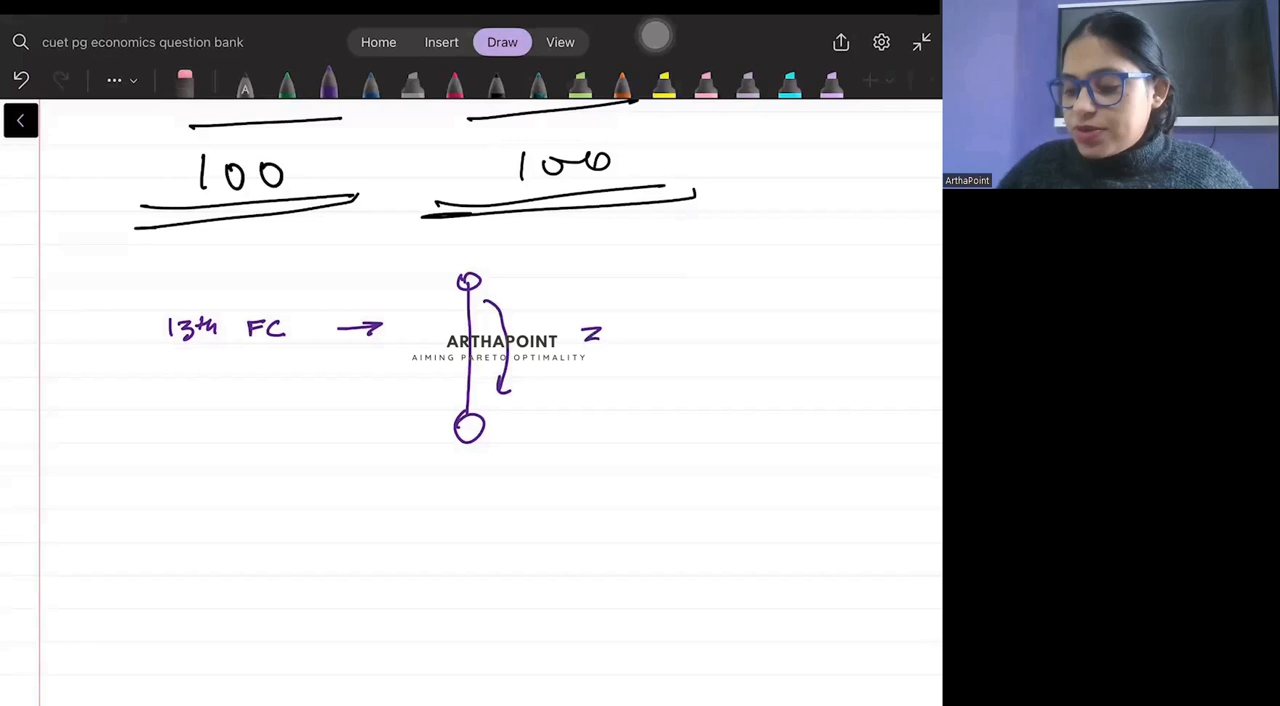 cuet pg economics question bank
Home Insert Draw View
A
100 100
13th FC →
ARTHAPOINT
AIMING PARETO OPTIMALITY
ArthaPoint